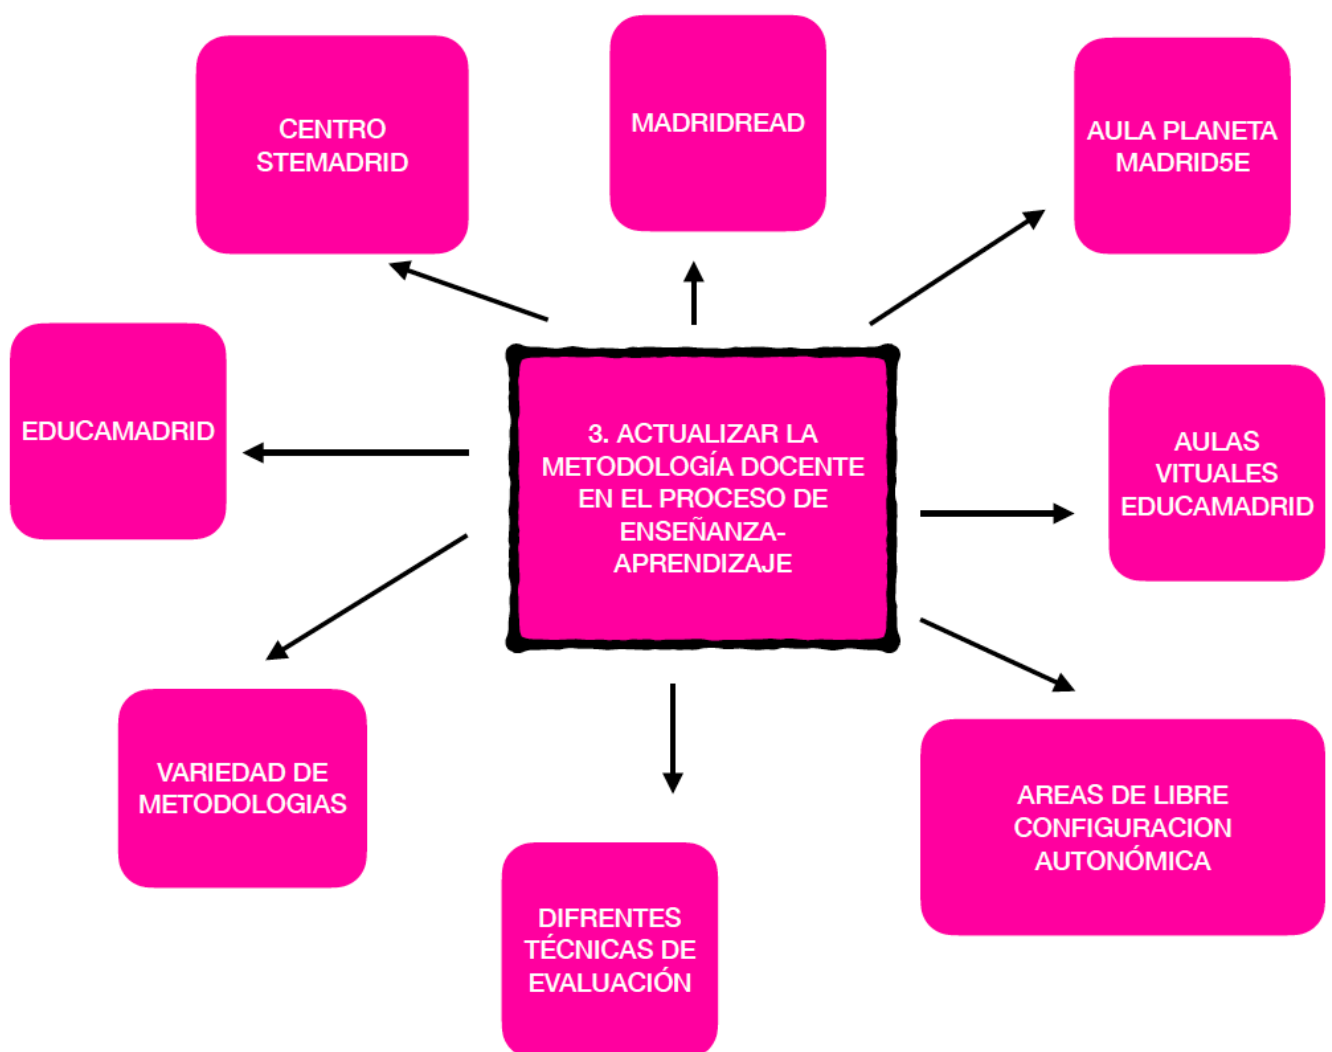 CENTRO
STEMADRID
MADRIDREAD
AULA PLANETA
MADRID5E
EDUCAMADRID
3. ACTUALIZAR LA
METODOLOGÍA DOCENTE
EN EL PROCESO DE
ENSEÑANZA-
APRENDIZAJE
AULAS
VITUALES
EDUCAMADRID
VARIEDAD DE
METODOLOGIAS
AREAS DE LIBRE
CONFIGURACION
AUTONÓMICA
DIFRENTES
TÉCNICAS DE
EVALUACIÓN